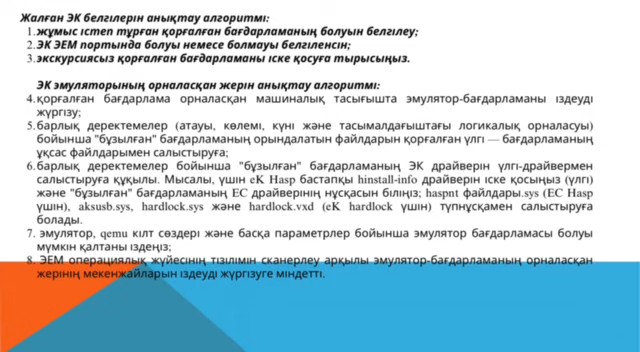 Жалған ЭК белгілерін анықтау алгоритмі:
1.жұмыс істеп тұрған қорғалған бағдарламаның болуын белгілеу;
2.ЭК ЭЕМ портында болуы немесе болмауы белгіленсін;
3.экскурсиясыз қорғалған бағдарламаны іске қосуға тырысыңыз.
ЭК эмуляторының орналасқан жерін анықтау алгоритмі:
4.қорғалған бағдарлама орналасқан машиналық тасығышта эмулятор-бағдарламаны іздеуді
жүргізу;
5.барлық деректемелер (атауы, көлемі, күні және тасымалдағыштағы логикалық орналасуы)
бойынша "бұзылған" бағдарламаның орындалатын файлдарын қорғалған үлгі — бағдарламаның
ұқсас файлдарымен салыстыруға;
6.барлық деректемелер бойынша "бұзылған" бағдарламаның ЭК драйверін үлгі-драйвермен
салыстыруға құқылы. Мысалы, үшін eK Hasp бастапқы hinstall-info драйверін іске қосыңыз (үлгі)
және "бұзылған" бағдарламаның EC драйверінің нұсқасын біліңіз; haspnt файлдары.sys (EC Hasp
үшін), aksusb.sys, hardlock.sys және hardlock.vxd (eK hardlock үшін) түпнұсқамен салыстыруға
болады.
7. эмулятор, qemu кілт сөздері және басқа параметрлер бойынша эмулятор бағдарламасы болуы
мүмкін қалтаны іздеңіз;
8. ЭЕМ операциялық жүйесінің тізілімін сканерлеу арқылы эмулятор-бағдарламаның орналасқан
жерінің мекенжайларын іздеуді жүргізуге міндетті.